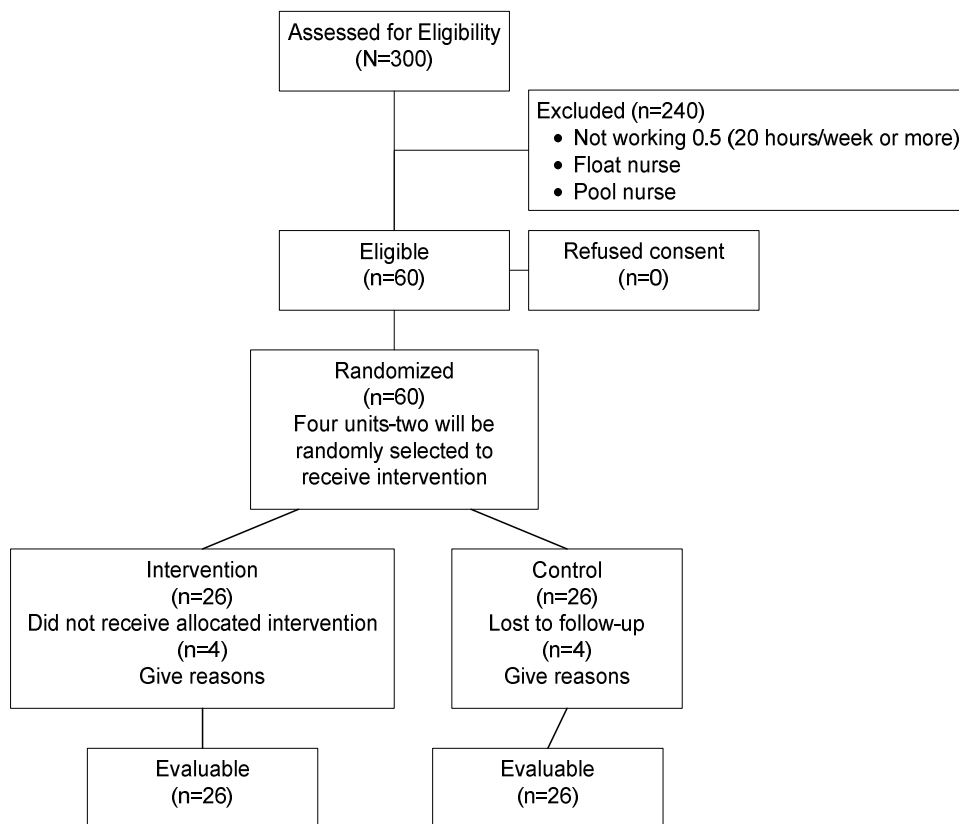 Assessed for Eligibility
(N=300)
Excluded (n=240)
• Not working 0.5 (20 hours/week or more)
• Float nurse
• Pool nurse
Eligible
(n=60)
Refused consent
(n=0)
Randomized
(n=60)
Four units-two will be
randomly selected to
receive intervention
Intervention
(n=26)
Did not receive allocated intervention
(n=4)
Give reasons
Control
(n=26)
Lost to follow-up
(n=4)
Give reasons
Evaluable
(n=26)
Evaluable
(n=26)